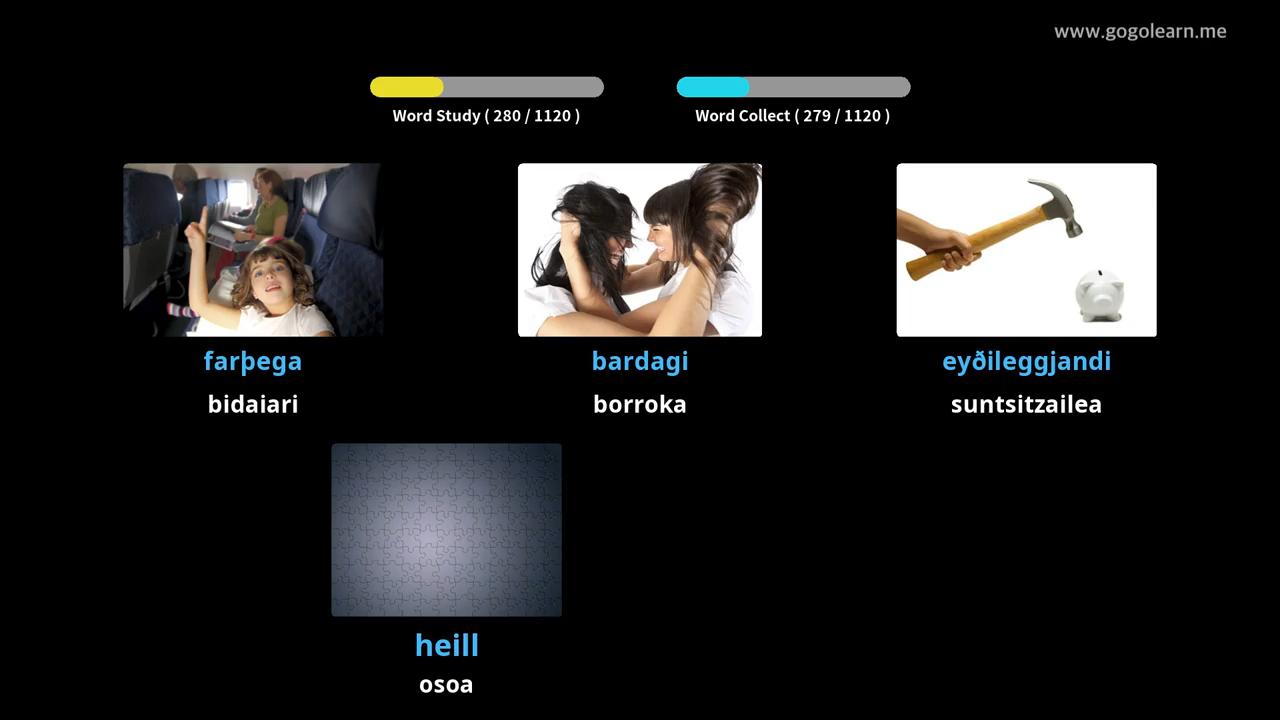 www.gogolearn.me
Word Study ( 280 / 1120 )
Word Collect ( 279 / 1120 )
farþega
bardagi
eyðileggjandi
bidaiari
borroka
suntsitzailea
heill
osoa